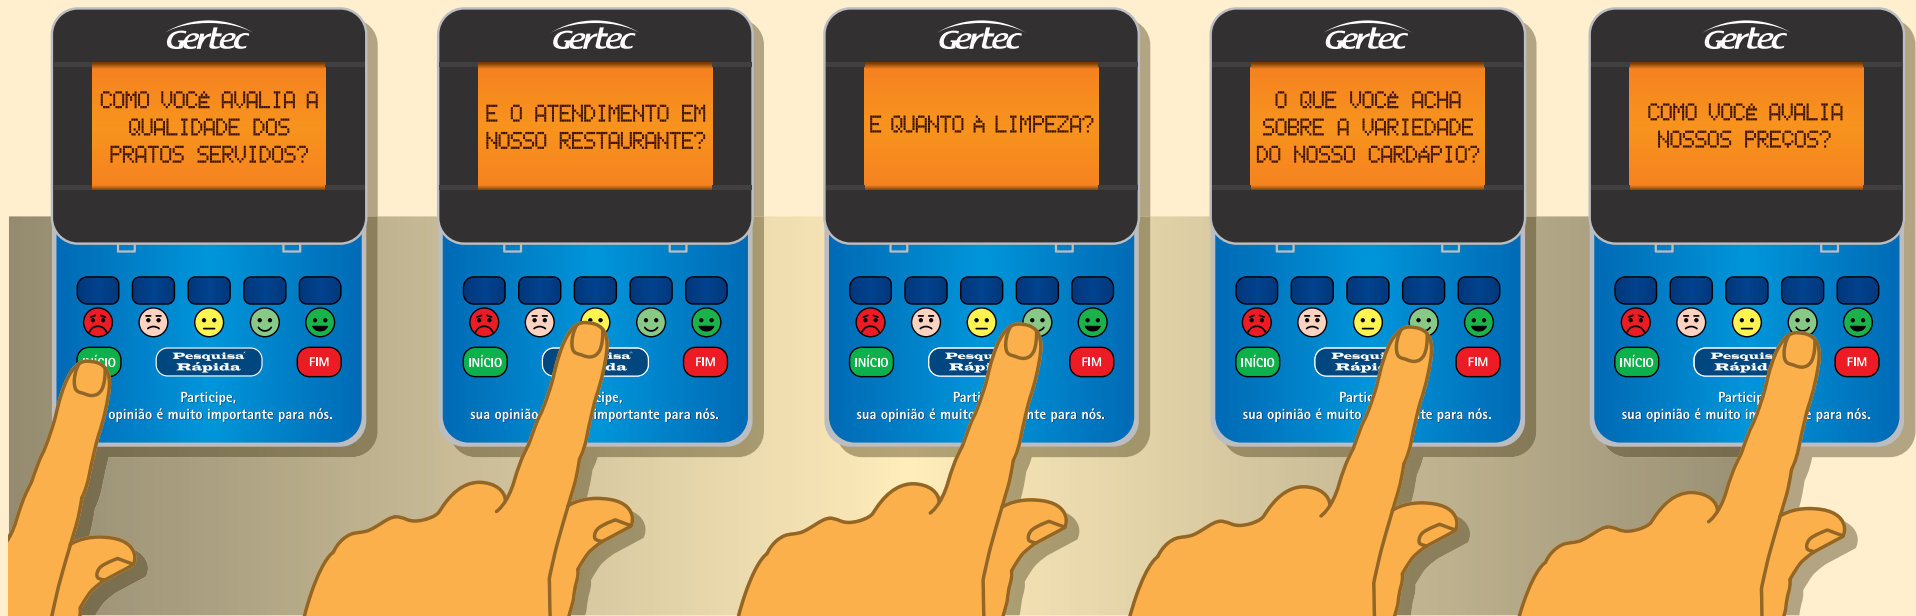 Gertec
COMO VOCÊ AVALIA A
QUALIDADE DOS
PRATOS SERVIDOS?
INÍCIO
Pesquisa
Rápida
FIM
Participe,
opinião é muito importante para nós.
Gertec
E O ATENDIMENTO EM
NOSSO RESTAURANTE?
INÍCIO
FIM
sua opinião importante para nós.
Gertec
E QUANTO À LIMPEZA?
INÍCIO
FIM
sua opinião é para nós.
Gertec
O QUE VOCÊ ACHA
SOBRE A VARIEDADE
DO NOSSO CARDÁPIO?
INÍCIO
FIM
sua opinião é muito para nós.
Gertec
COMO VOCÊ AVALIA
NOSSOS PREÇOS?
INÍCIO
FIM
sua opinião é muito para nós.